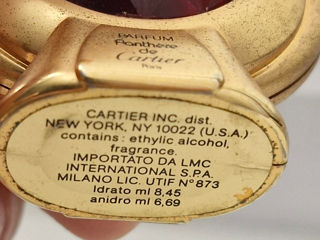 PARFUM
Panthère
de
Cartier
Paris
CARTIER INC. dist.
NEW YORK, NY 10022 (U.S.A.)
contains: ethylic alcohol,
fragrance.
IMPORTATO DA LMC
INTERNATIONAL S.P.A.
MILANO LIC. UTIF N° 873
Idrato ml 8,45
anidro ml 6,69